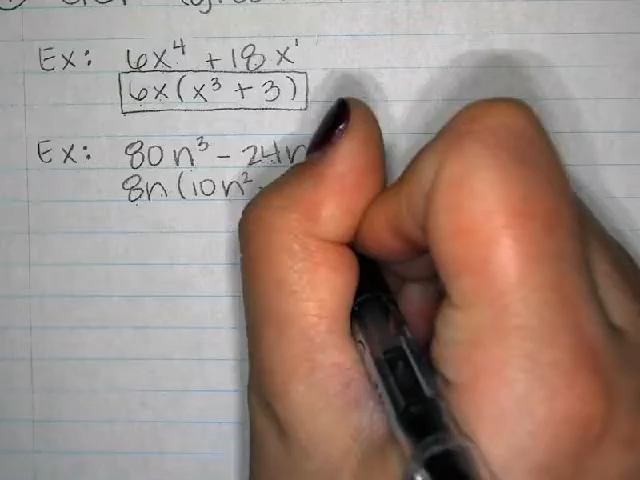 Ex: 6x⁴ + 18x¹
6x(x³ + 3)
Ex: 80n³ - 24n
8n(10n²